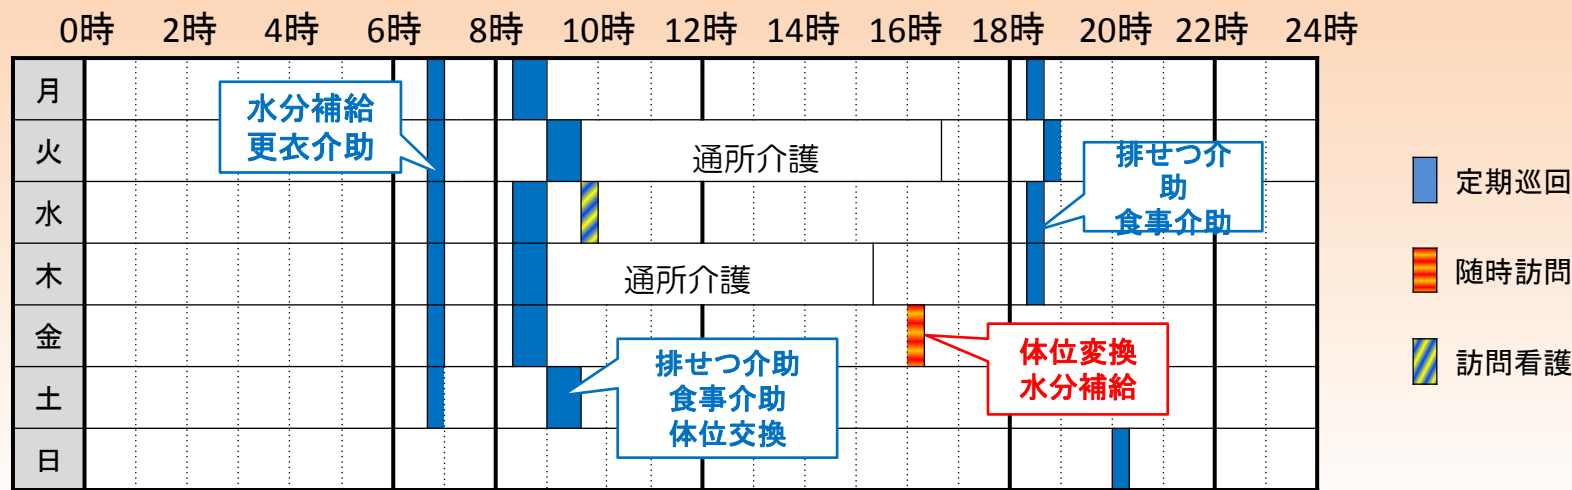 0時 2時 4時 6時 8時 10時 12時 14時 16時 18時 20時 22時 24時
月
水分補給
更衣介助
火
通所介護
排せつ介
助
食事介助
定期巡回
水
木
通所介護
随時訪問
金
体位変換
水分補給
排せつ介助
食事介助
体位交換
訪問看護
土
日